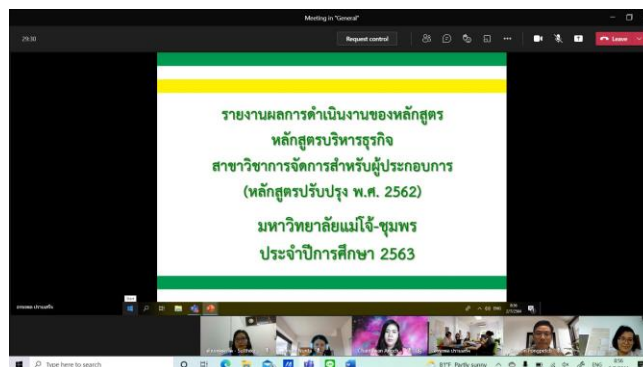 Meeting in "General"
29:30
Request control
Leave
รายงานผลการดำเนินงานของหลักสูตร
หลักสูตรบริหารธุรกิจ
สาขาวิชาการจัดการสำหรับผู้ประกอบการ
(หลักสูตรปรับปรุง พ.ศ. 2562)
มหาวิทยาลัยแม่โจ้-ชุมพร
ประจำปีการศึกษา 2563
Type here to search
81°F Partly sunny
ENG